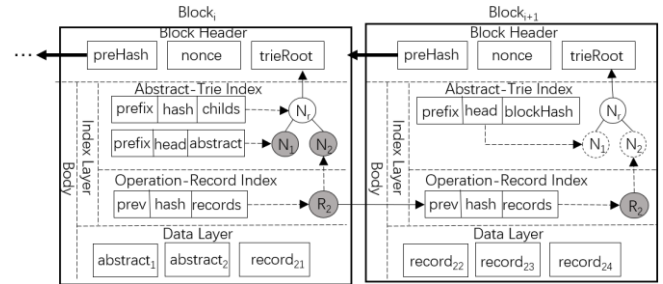 Block_i
Block Header
preHash nonce trieRoot
Abstract-Trie Index
prefix hash childs N_r
prefix head abstract N_1 N_2
Body
Index Layer
Operation-Record Index
prev hash records R_2
Data Layer
abstract_1 abstract_2 record_21
Block_i+1
Block Header
preHash nonce trieRoot
Abstract-Trie Index
prefix head blockHash N_r
N_1 N_2
Body
Index Layer
Operation-Record Index
prev hash records R_2
Data Layer
record_22 record_23 record_24